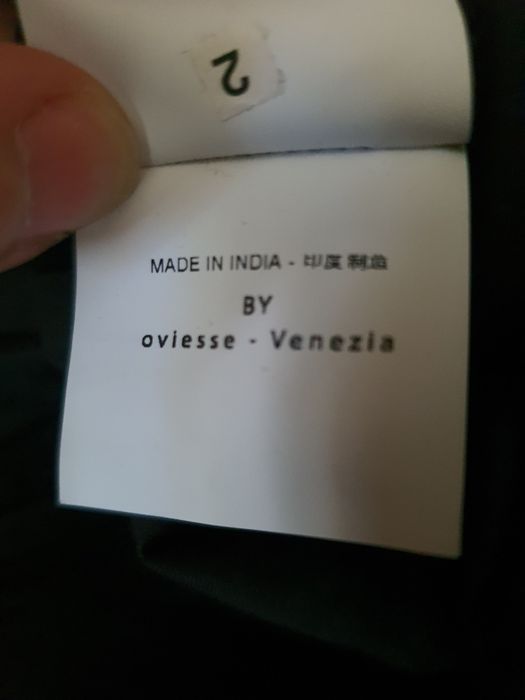 2
MADE IN INDIA - 印度 制造
BY
oviesse - Venezia